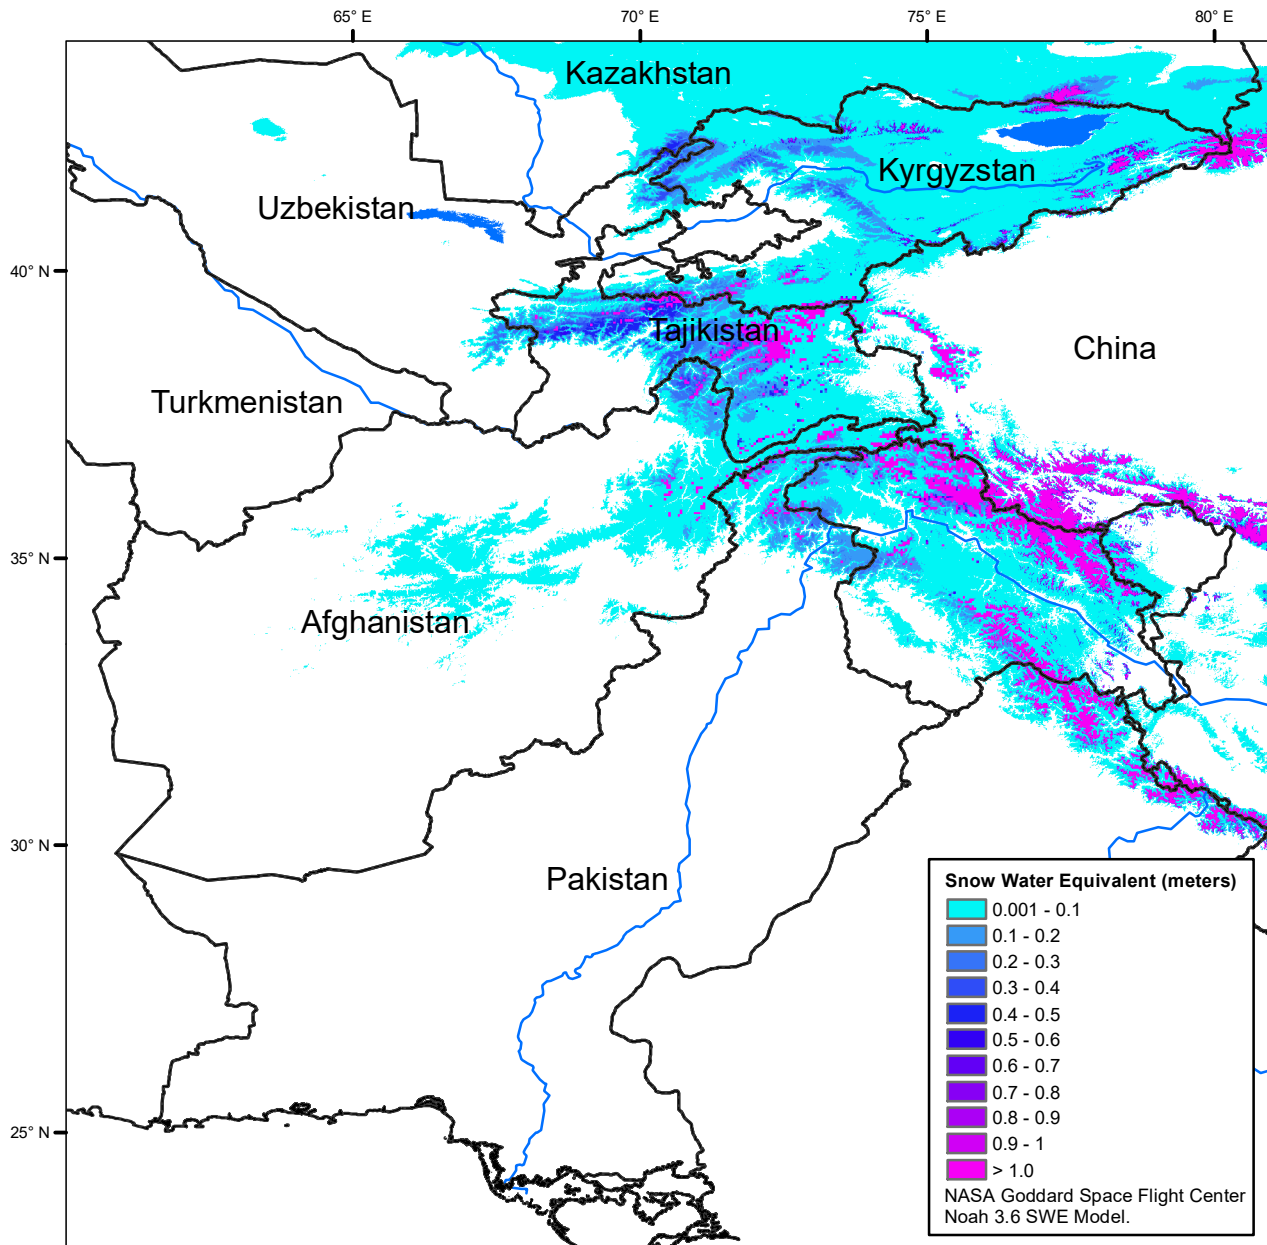 65° E
70° E
75° E
80° E
Kazakhstan
Kyrgyzstan
Uzbekistan
40° N
Tajikistan
China
Turkmenistan
35° N
Afghanistan
30° N
Pakistan
25° N
Snow Water Equivalent (meters)
0.001 - 0.1
0.1 - 0.2
0.2 - 0.3
0.3 - 0.4
0.4 - 0.5
0.5 - 0.6
0.6 - 0.7
0.7 - 0.8
0.8 - 0.9
0.9 - 1
> 1.0
NASA Goddard Space Flight Center
Noah 3.6 SWE Model.